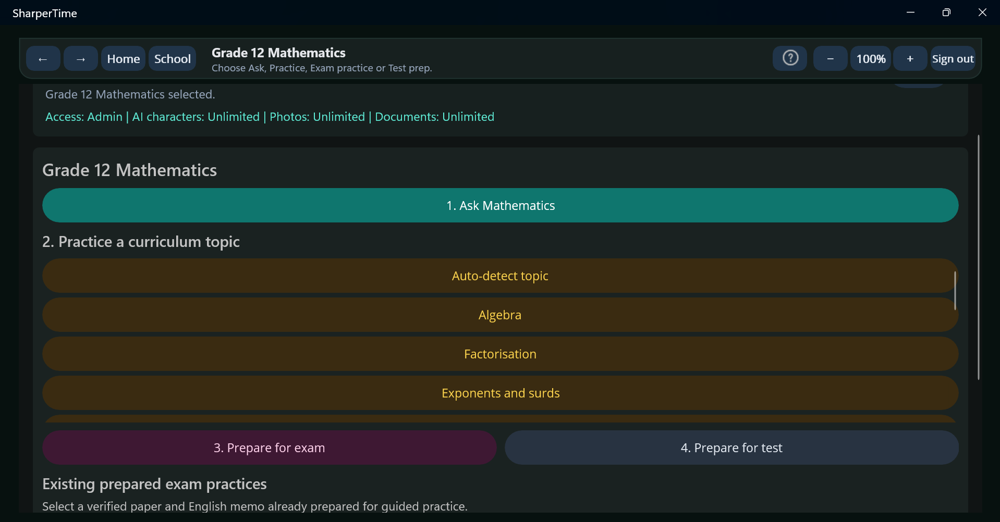 SharperTime
← → Home School
Grade 12 Mathematics
Choose Ask, Practice, Exam practice or Test prep.
? − 100% + Sign out
Grade 12 Mathematics selected.
Access: Admin | AI characters: Unlimited | Photos: Unlimited | Documents: Unlimited
Grade 12 Mathematics
1. Ask Mathematics
2. Practice a curriculum topic
Auto-detect topic
Algebra
Factorisation
Exponents and surds
3. Prepare for exam
4. Prepare for test
Existing prepared exam practices
Select a verified paper and English memo already prepared for guided practice.